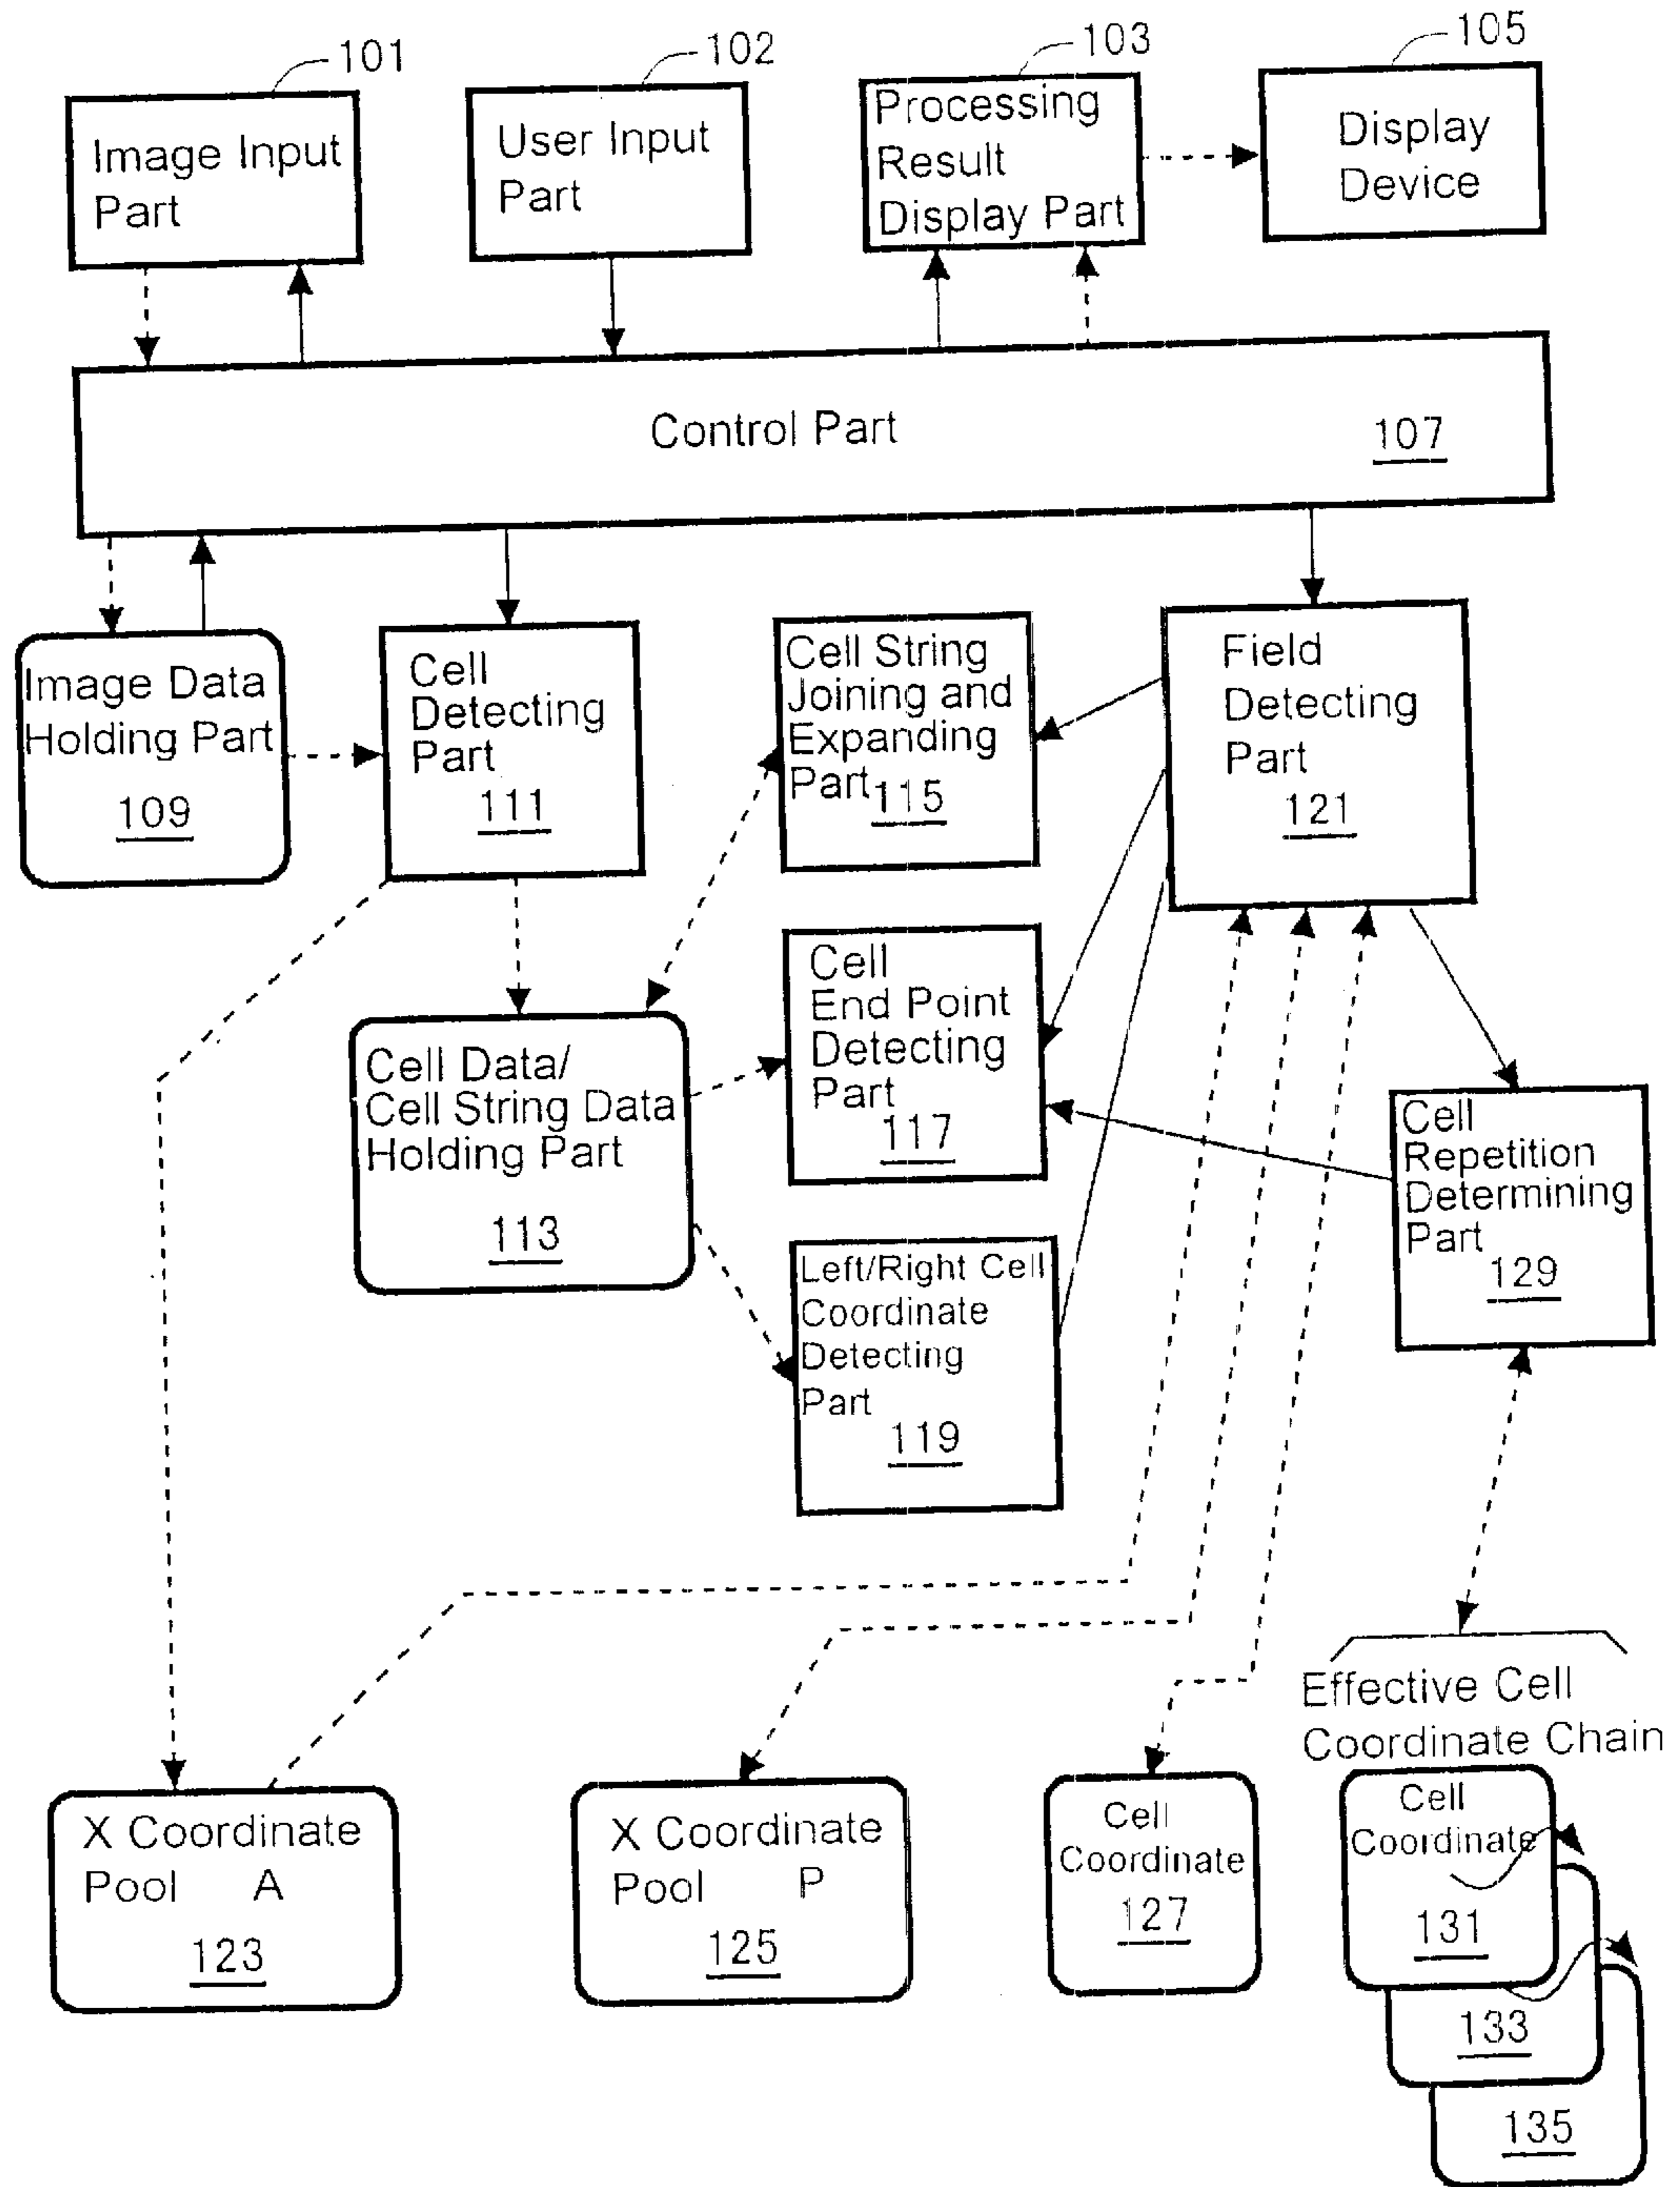 101
102
103
105
Image Input
Part
User Input
Part
Processing
Result
Display Part
Display
Device
Control Part
107
Image Data
Holding Part
109
Cell
Detecting
Part
111
Cell String
Joining and
Expanding
Part
115
Field
Detecting
Part
121
Cell Data/
Cell String Data
Holding Part
113
Cell
End Point
Detecting
Part
117
Cell
Repetition
Determining
Part
129
Left/Right Cell
Coordinate
Detecting
Part
119
Effective Cell
Coordinate Chain
X Coordinate
Pool A
123
X Coordinate
Pool P
125
Cell
Coordinate
127
Cell
Coordinate
131
133
135